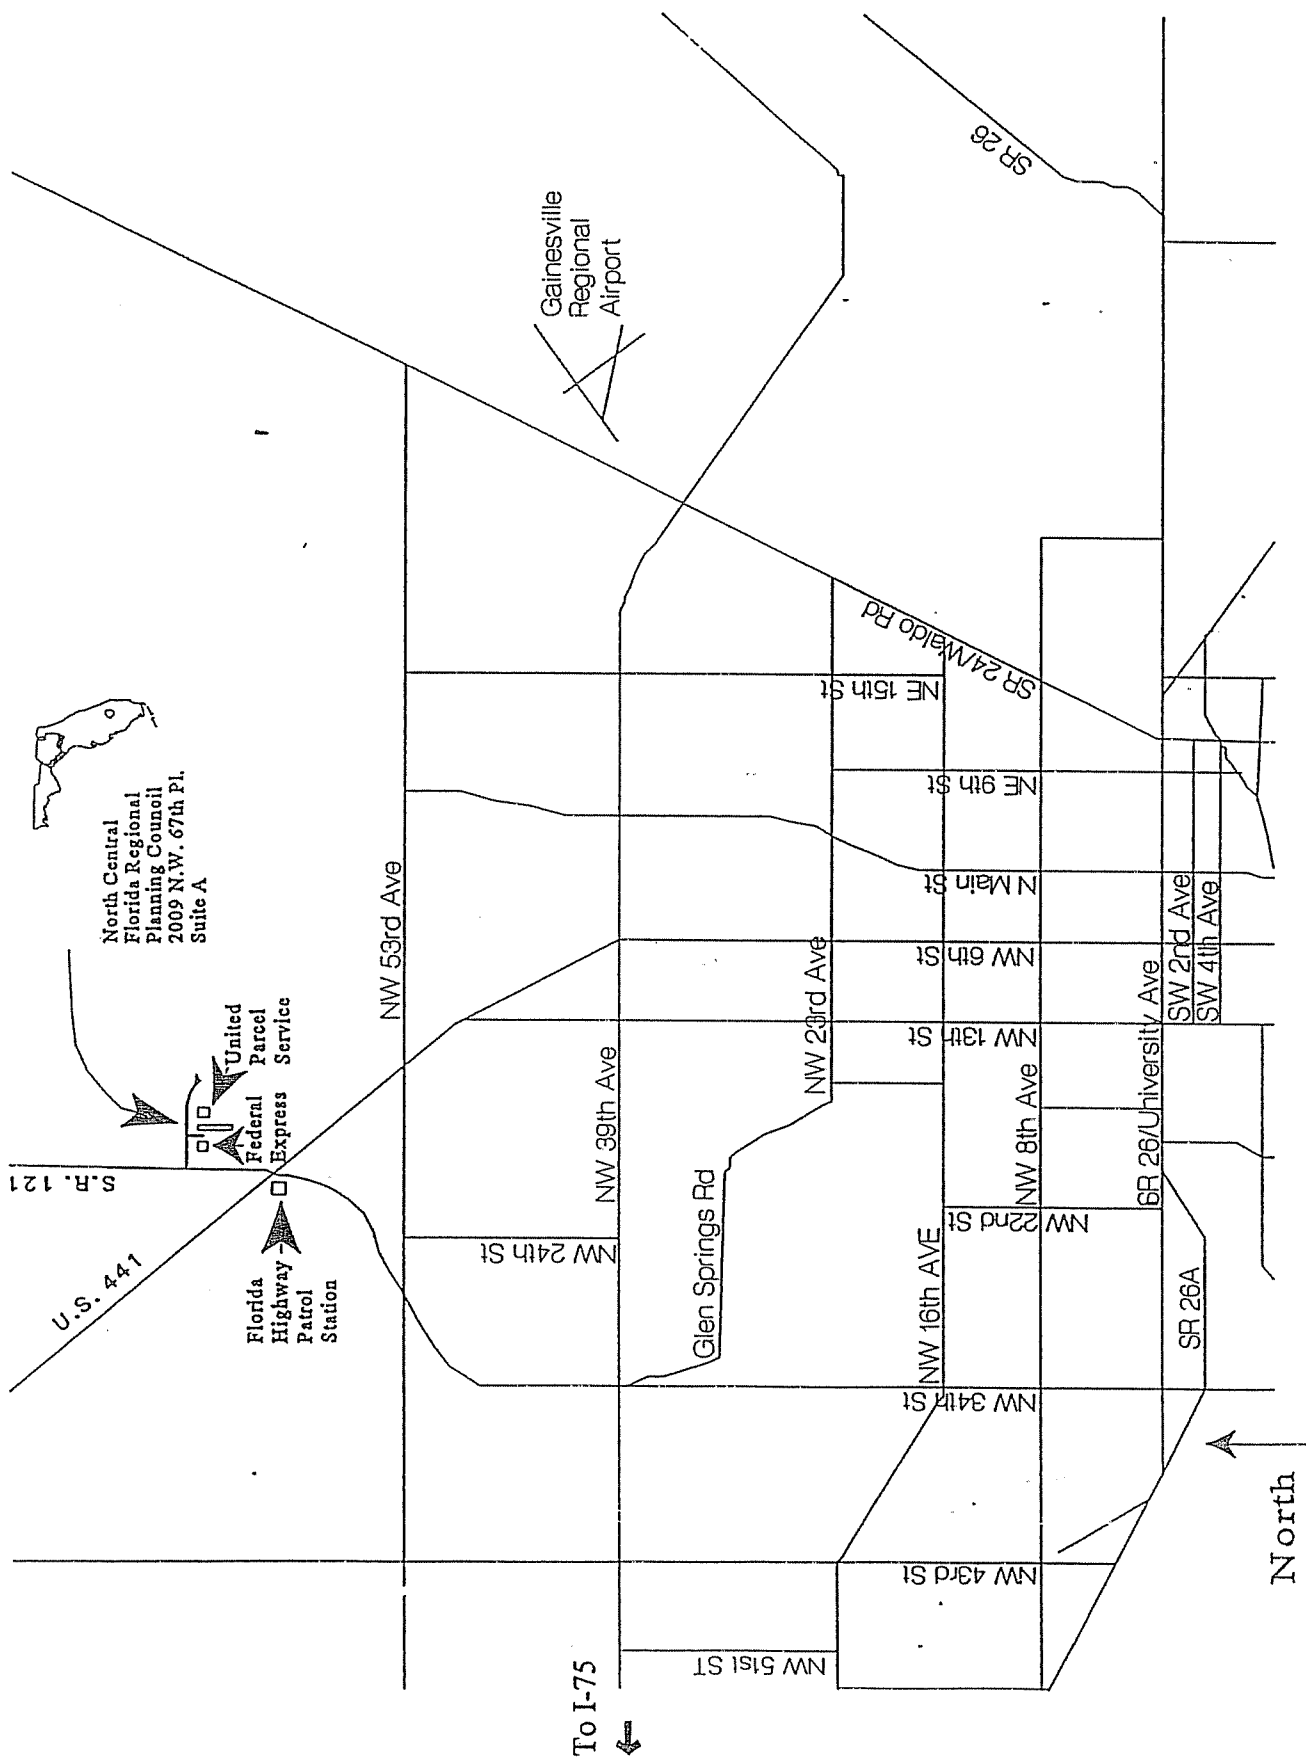 North Central
Florida Regional
Planning Council
2009 N.W. 67th Pl.
Suite A
S.R. 121
U.S. 441
United
Parcel
Service
Federal
Express
Florida
Highway
Patrol
Station
NW 53rd Ave
Gainesville
Regional
Airport
NW 39th Ave
NW 24th St
To I-75
Glen Springs Rd
NW 51st ST
NW 23rd Ave
NE 15th St
SR 24/Waldo Rd
SR 26
NW 16th AVE
NW 34th St
NW 43rd St
NW 13th St
NW 6th St
N Main St
NE 9th St
NW 8th Ave
NW 22nd St
6R 26/University Ave
SW 2nd Ave
SW 4th Ave
SR 26A
North